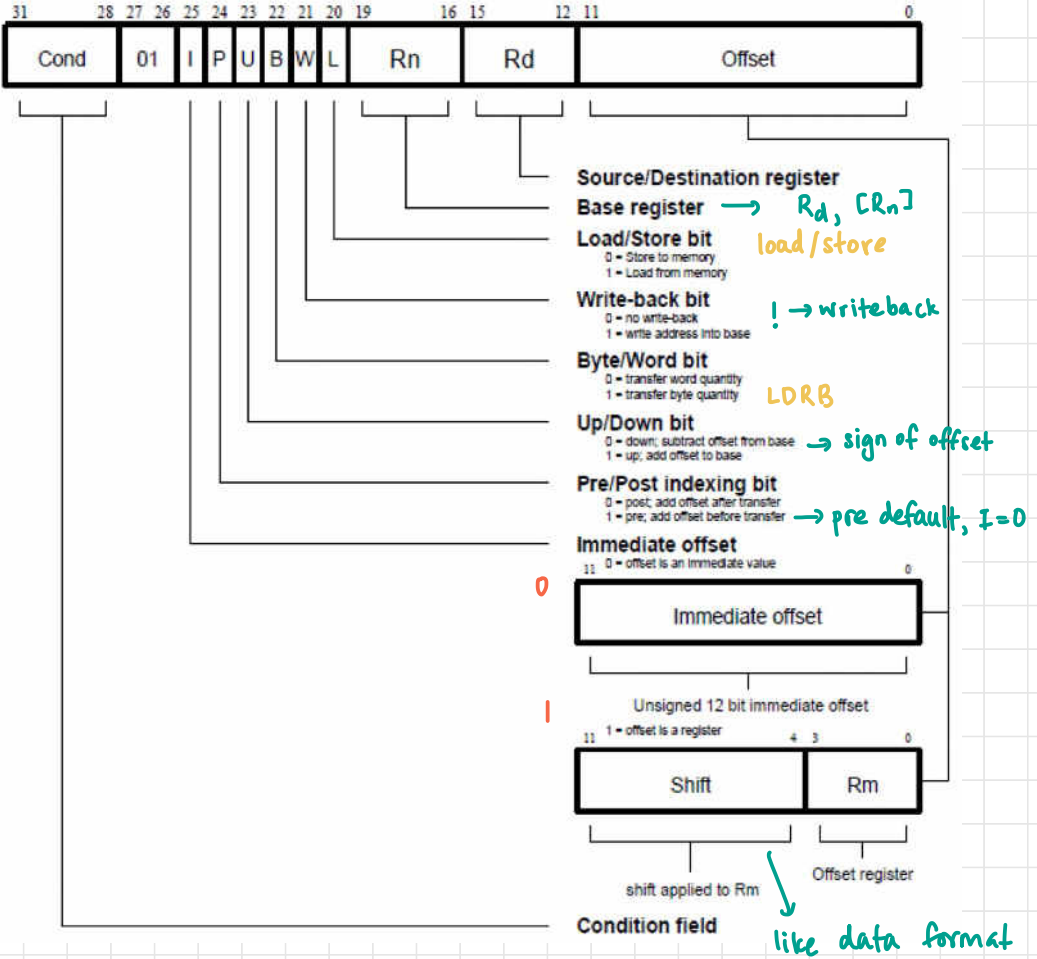 31 28 27 26 25 24 23 22 21 20 19 16 15 12 11 0
Cond 01 I P U B W L Rn Rd Offset
Source/Destination register
Base register → Rd, [Rn]
Load/Store bit load/store
0 = Store to memory
1 = Load from memory
Write-back bit
0 = no write-back ! → writeback
1 = write address into base
Byte/Word bit
0 = transfer word quantity
1 = transfer byte quantity LDRB
Up/Down bit
0 = down; subtract offset from base → sign of offset
1 = up; add offset to base
Pre/Post indexing bit
0 = post; add offset after transfer
1 = pre; add offset before transfer → pre default, I=0
Immediate offset
11 0 = offset is an immediate value 0
0
Immediate offset
Unsigned 12 bit immediate offset
1
1 = offset is a register
11 4 3 0
Shift Rm
shift applied to Rm
Offset register
Condition field
like data format